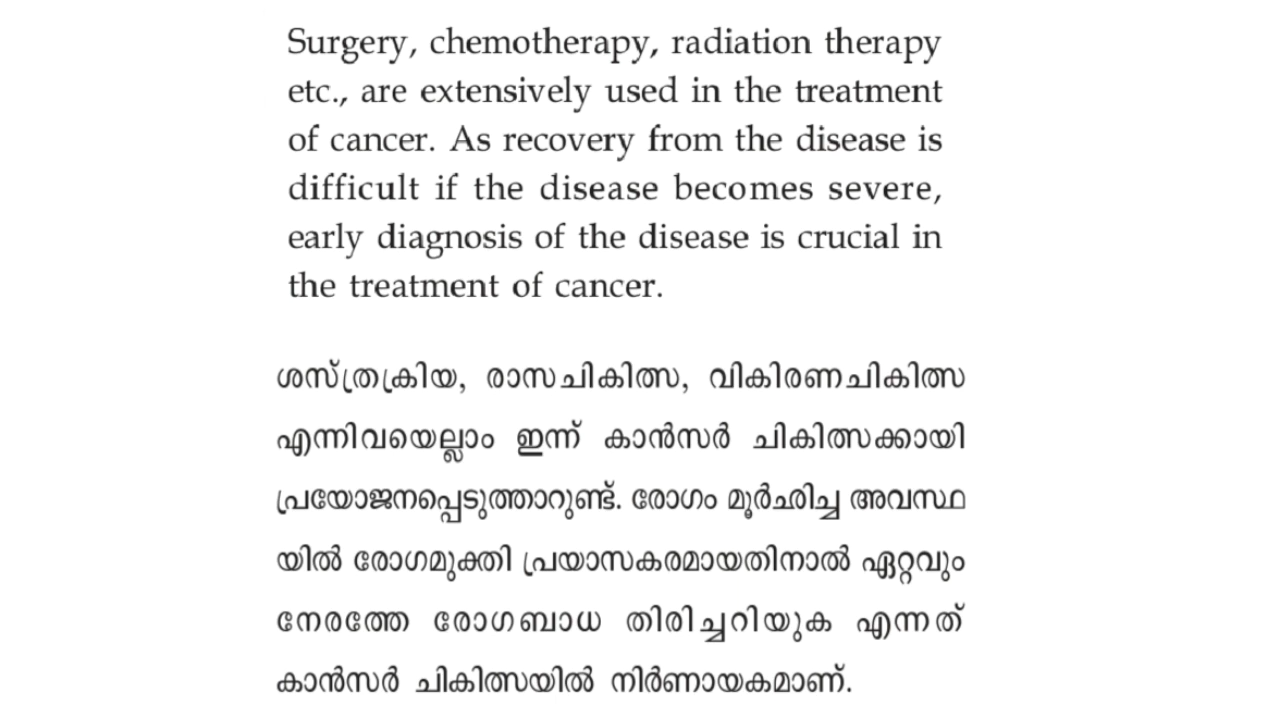 Surgery, chemotherapy, radiation therapy
etc., are extensively used in the treatment
of cancer. As recovery from the disease is
difficult if the disease becomes severe,
early diagnosis of the disease is crucial in
the treatment of cancer.
ശസ്ത്രക്രിയ, രാസചികിത്സ, വികിരണചികിത്സ
എന്നിവയെല്ലാം ഇന്ന് കാൻസർ ചികിത്സക്കായി
പ്രയോജനപ്പെടുത്താറുണ്ട്. രോഗം മൂർഛിച്ച അവസ്ഥ
യിൽ രോഗമുക്തി പ്രയാസകരമായതിനാൽ ഏറ്റവും
നേരത്തേ രോഗബാധ തിരിച്ചറിയുക എന്നത്
കാൻസർ ചികിത്സയിൽ നിർണായകമാണ്.